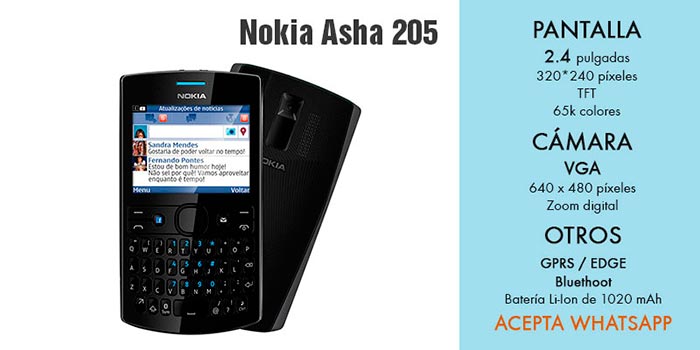 Nokia Asha 205
NOKIA
Atualizações de notícias
Sandra Mendes
Gostaria de poder voltar no tempo!
Fernando Pontes
Estou de bom humor hoje!
Não sei por quê! Vamos aproveitar
enquanto é tempo!
Menu Voltar
Q W E R T Y U I O P
A S D F G H J K L
Z X C V B N M
NOKIA
PANTALLA
2.4 pulgadas
320*240 píxeles
TFT
65k colores
CÁMARA
VGA
640 x 480 píxeles
Zoom digital
OTROS
GPRS / EDGE
Bluethoot
Batería Li-Ion de 1020 mAh
ACEPTA WHATSAPP